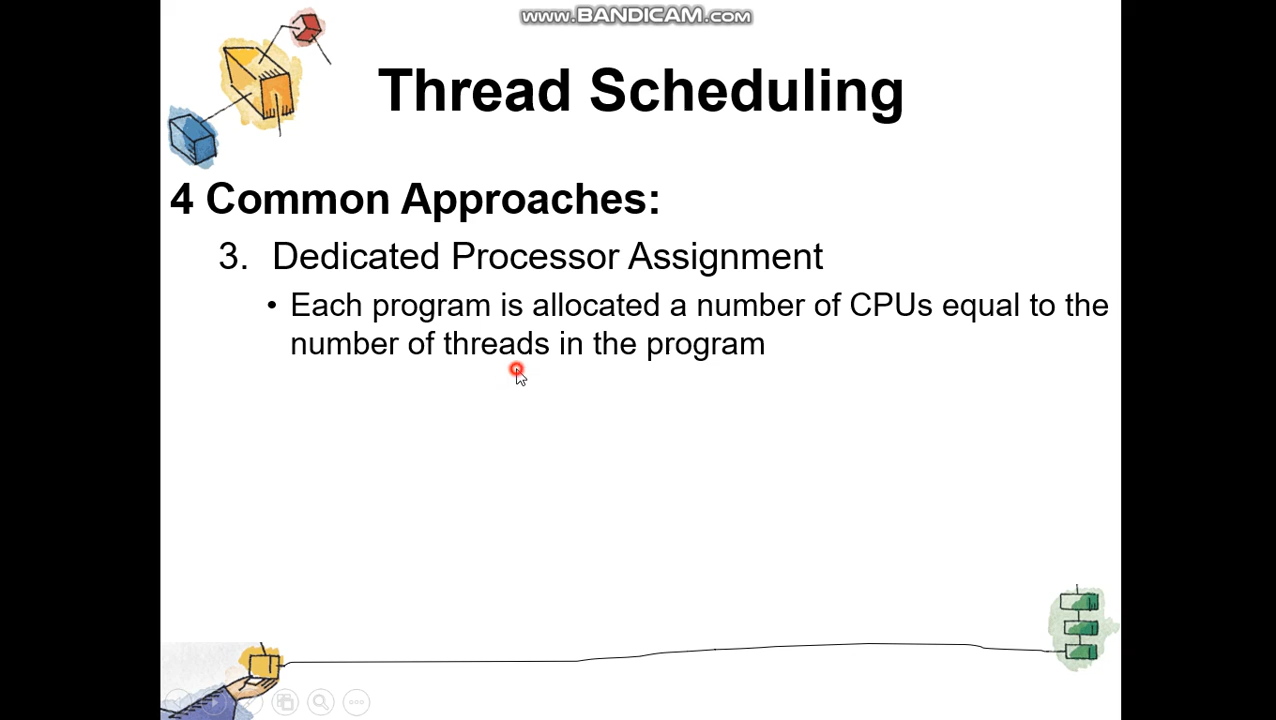 www.BANDICAM.com
Thread Scheduling
4 Common Approaches:
3. Dedicated Processor Assignment
• Each program is allocated a number of CPUs equal to the
number of threads in the program